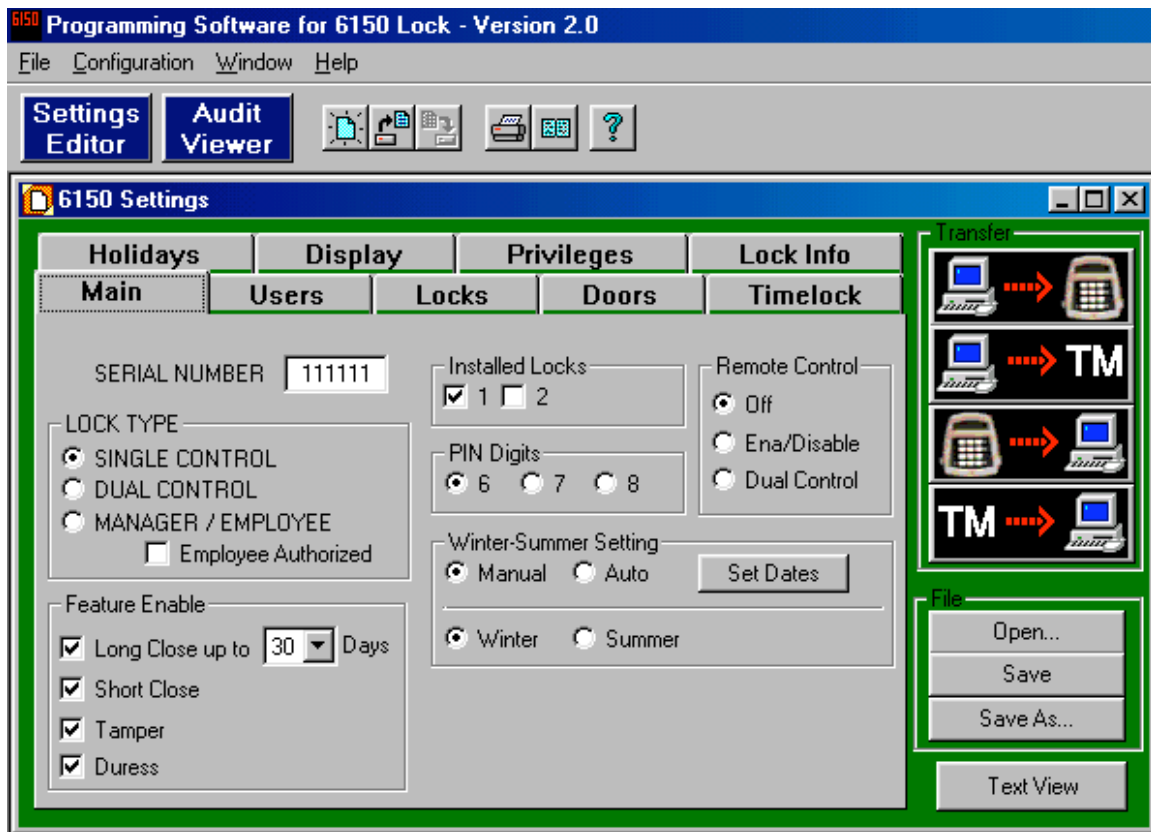 6150 Programming Software for 6150 Lock - Version 2.0
File Configuration Window Help
Settings Editor
Audit Viewer
?
6150 Settings
Holidays Display Privileges Lock Info
Main Users Locks Doors Timelock
SERIAL NUMBER 111111
LOCK TYPE
SINGLE CONTROL
DUAL CONTROL
MANAGER / EMPLOYEE
Employee Authorized
Feature Enable
Long Close up to 30 Days
Short Close
Tamper
Duress
Installed Locks
1 2
PIN Digits
6 7 8
Remote Control
Off
Ena/Disable
Dual Control
Winter-Summer Setting
Manual Auto Set Dates
Winter Summer
Transfer
TM
TM
File
Open...
Save
Save As...
Text View